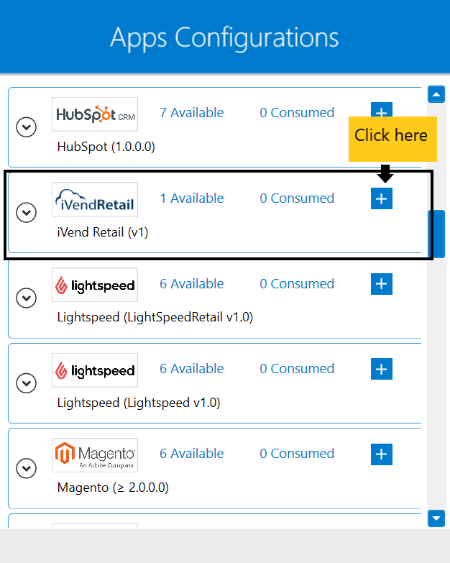 Apps Configurations
HubSpot CRM 7 Available 0 Consumed +
HubSpot (1.0.0.0)
Click here
iVendRetail 1 Available 0 Consumed +
iVend Retail (v1)
lightspeed 6 Available 0 Consumed +
Lightspeed (LightSpeedRetail v1.0)
lightspeed 6 Available 0 Consumed +
Lightspeed (Lightspeed v1.0)
Magento 6 Available 0 Consumed +
An Adobe Company
Magento (≥ 2.0.0.0)